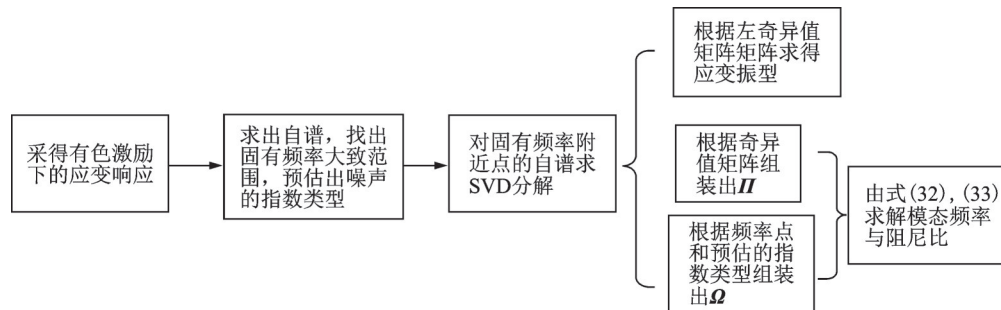 采得有色激励
下的应变响应
求出自谱，找出
固有频率大致范
围，预估出噪声
的指数类型
对固有频率附
近点的自谱求
SVD分解
根据左奇异值
矩阵矩阵求得
应变振型
根据奇异
值矩阵组
装出Π
根据频率点
和预估的指
数类型组装
出Ω
由式(32), (33)
求解模态频率
与阻尼比